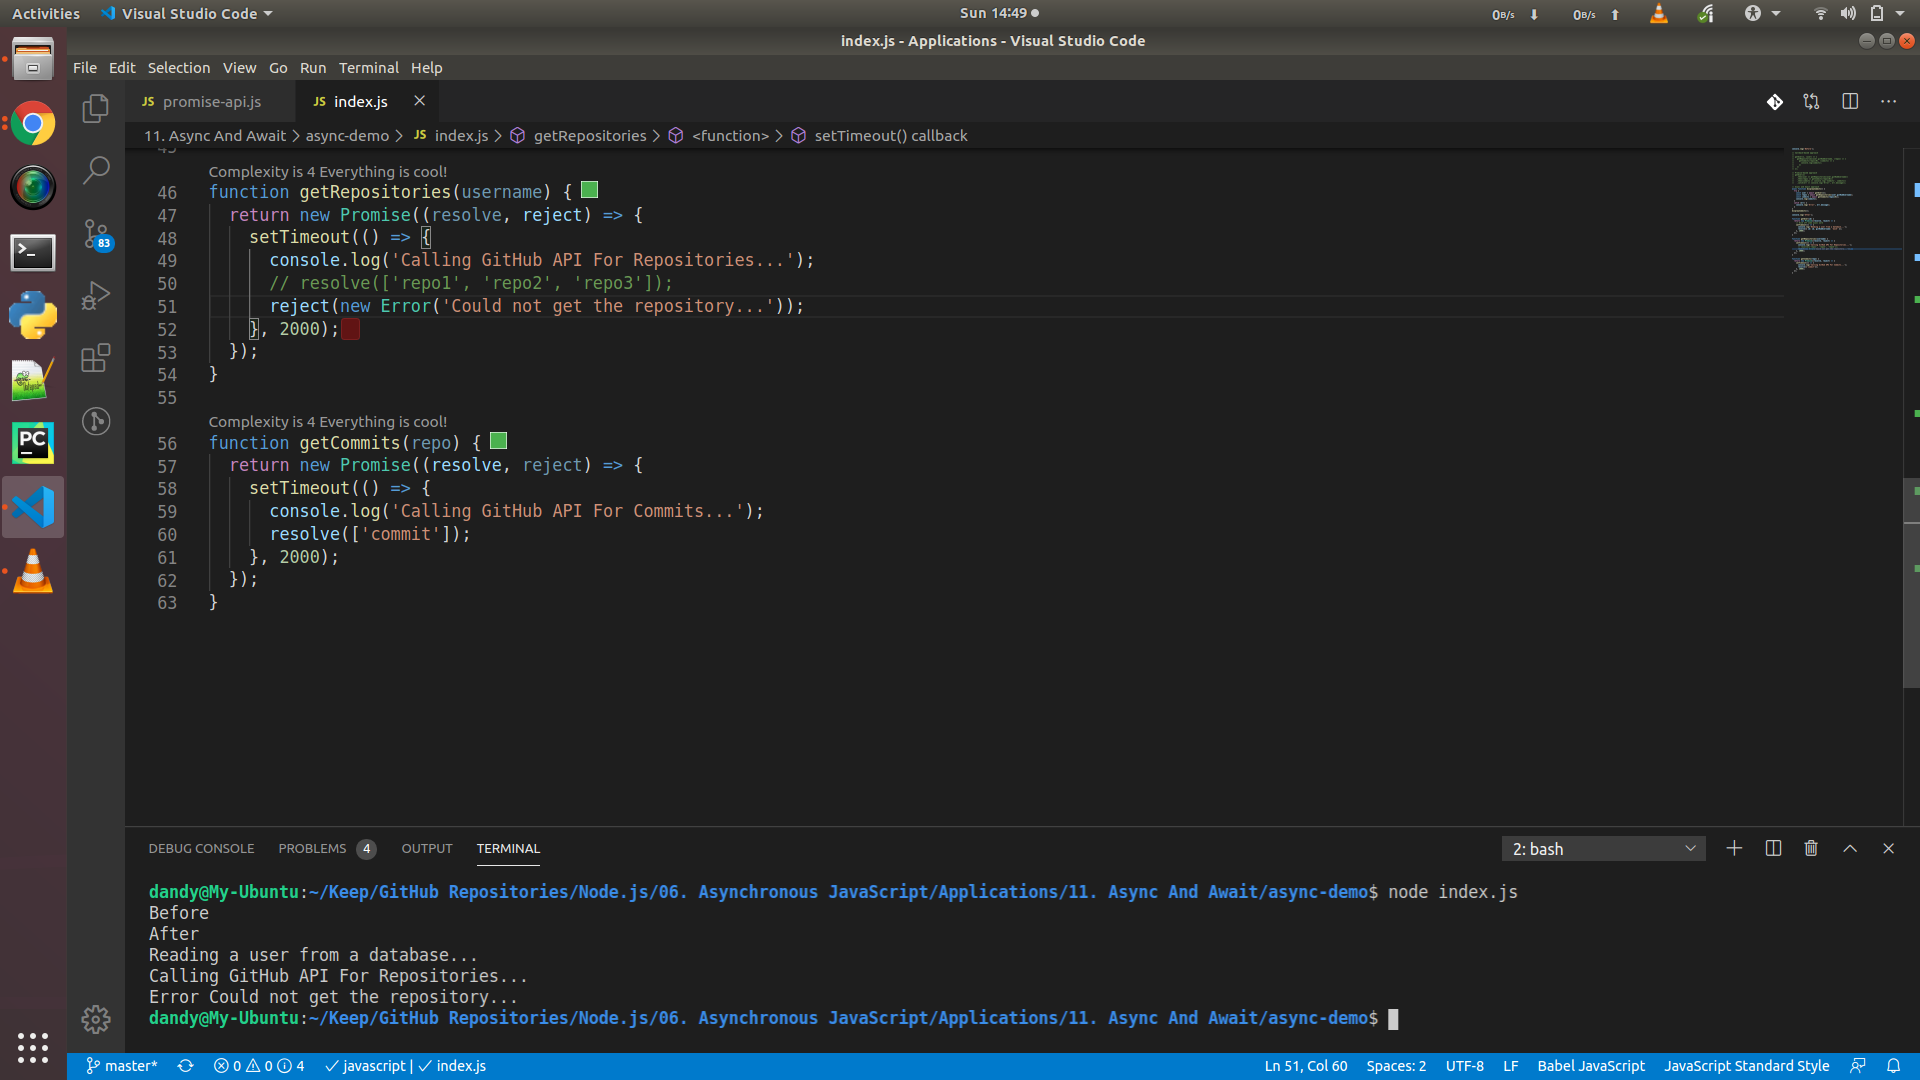 Activities Visual Studio Code Sun 14:49 0B/s 0B/s
index.js - Applications - Visual Studio Code
File Edit Selection View Go Run Terminal Help
JS promise-api.js JS index.js
11. Async And Await > async-demo > JS index.js > getRepositories > <function> > setTimeout() callback
45
Complexity is 4 Everything is cool!
46 function getRepositories(username) {
47 return new Promise((resolve, reject) => {
48 setTimeout(() => {
49 console.log('Calling GitHub API For Repositories...');
50 // resolve(['repo1', 'repo2', 'repo3']);
51 reject(new Error('Could not get the repository...'));
52 }, 2000);
53 });
54 }
55
Complexity is 4 Everything is cool!
56 function getCommits(repo) {
57 return new Promise((resolve, reject) => {
58 setTimeout(() => {
59 console.log('Calling GitHub API For Commits...');
60 resolve(['commit']);
61 }, 2000);
62 });
63 }
83
PC
DEBUG CONSOLE PROBLEMS 4 OUTPUT TERMINAL 2: bash
dandy@My-Ubuntu:~/Keep/GitHub Repositories/Node.js/06. Asynchronous JavaScript/Applications/11. Async And Await/async-demo$ node index.js
Before
After
Reading a user from a database...
Calling GitHub API For Repositories...
Error Could not get the repository...
dandy@My-Ubuntu:~/Keep/GitHub Repositories/Node.js/06. Asynchronous JavaScript/Applications/11. Async And Await/async-demo$
master* 0 0 4 javascript | index.js Ln 51, Col 60 Spaces: 2 UTF-8 LF Babel JavaScript JavaScript Standard Style